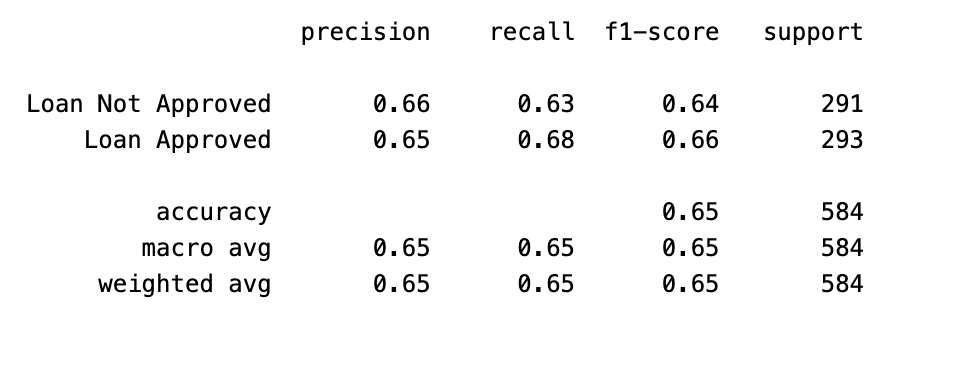 precision recall f1-score support
Loan Not Approved 0.66 0.63 0.64 291
Loan Approved 0.65 0.68 0.66 293
accuracy 0.65 584
macro avg 0.65 0.65 0.65 584
weighted avg 0.65 0.65 0.65 584